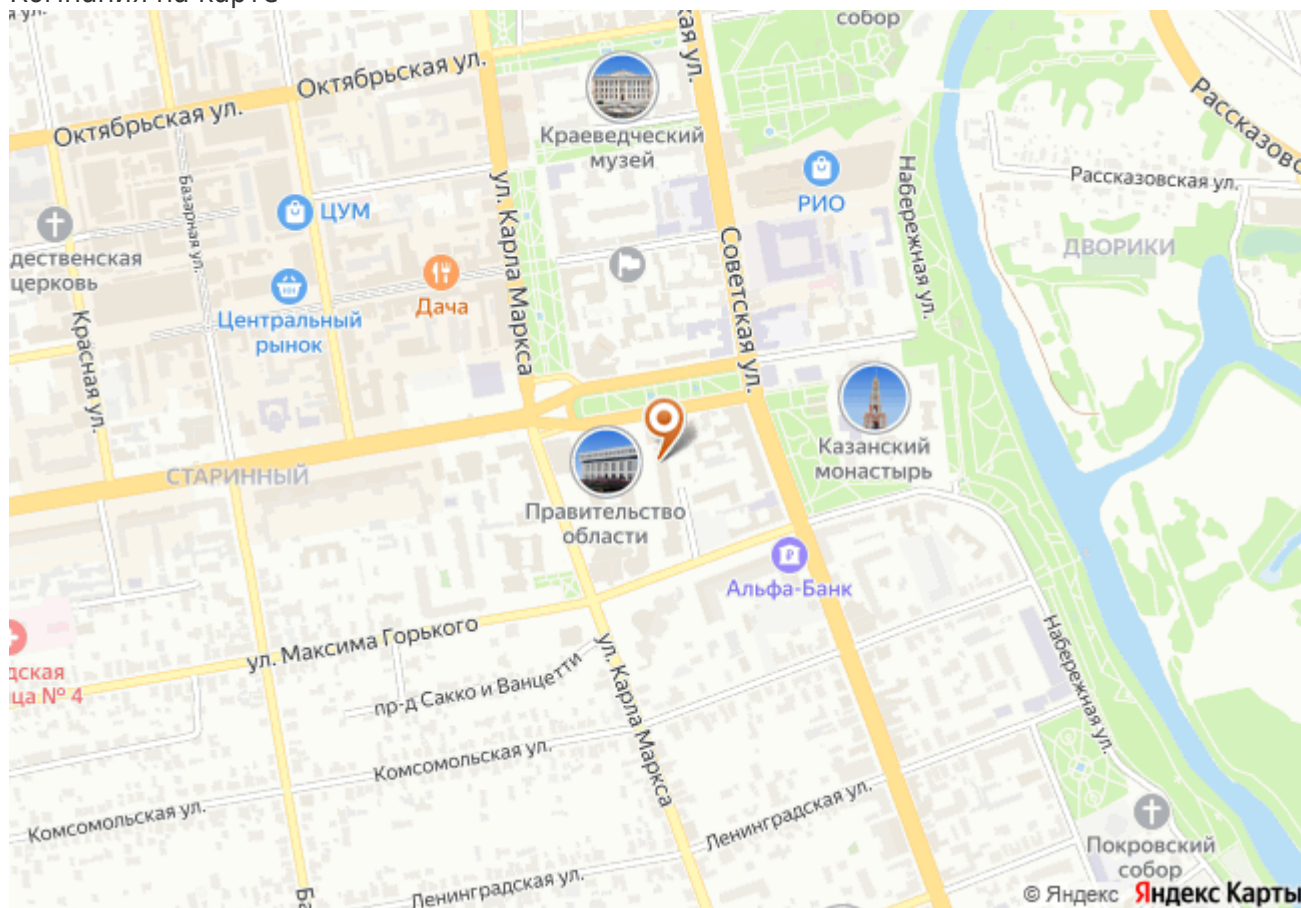 собор
Октябрьская ул.
Октябрьская ул.
Краеведческий
музей
Рассказовская ул.
РИО
Базарная ул.
ЦУМ
ул. Карла Маркса
Советская ул.
Набережная ул.
ДВОРИКИ
дественская
церковь
Красная ул.
Центральный
рынок
Дача
Казанский
монастырь
СТАРИННЫЙ
Правительство
области
Альфа-Банк
ул. Максима Горького
дская
ца № 4
пр-д Сакко и Ванцетти
ул. Карла Маркса
Набережная ул.
Комсомольская ул.
Комсомольская ул.
Ленинградская ул.
Ленинградская ул.
Покровский
собор
© Яндекс Яндекс Карты